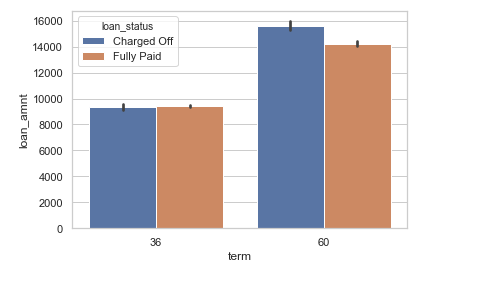 loan_status
Charged Off
Fully Paid
16000
14000
12000
10000
8000
6000
4000
2000
0
loan_amnt
36
60
term